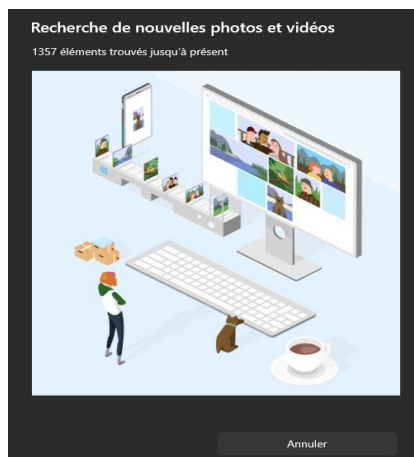 Recherche de nouvelles photos et vidéos
1357 éléments trouvés jusqu'à présent
Annuler